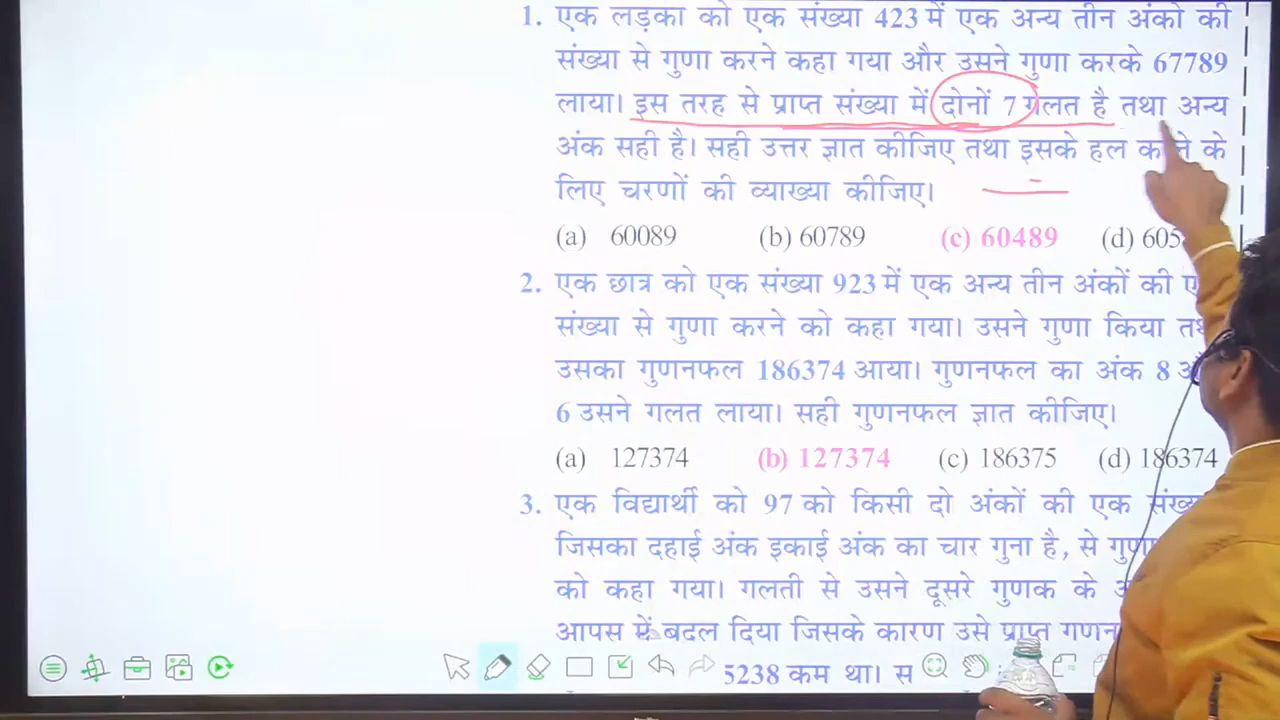 1. एक लड़का को एक संख्या 423 में एक अन्य तीन अंको की
संख्या से गुणा करने कहा गया और उसने गुणा करके 67789
लाया। इस तरह से प्राप्त संख्या में दोनों 7 गलत है तथा अन्य
अंक सही है। सही उत्तर ज्ञात कीजिए तथा इसके हल के
लिए चरणों की व्याख्या कीजिए।
(a) 60089 (b) 60789 (c) 60489 (d) 605
2. एक छात्र को एक संख्या 923 में एक अन्य तीन अंकों की
संख्या से गुणा करने को कहा गया। उसने गुणा किया
उसका गुणनफल 186374 आया। गुणनफल का अंक 8
6 उसने गलत लाया। सही गुणनफल ज्ञात कीजिए।
(a) 127374 (b) 127374 (c) 186375 (d) 186374
3. एक विद्यार्थी को 97 को किसी दो अंकों की एक
जिसका दहाई अंक इकाई अंक का चार गुना है, से
को कहा गया। गलती से उसने दूसरे गुणक के
आपस में बदल दिया जिसके कारण उसे प्राप्त
5238 कम था। स